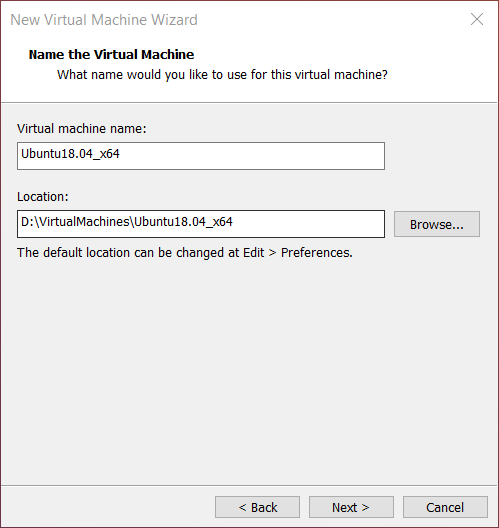 New Virtual Machine Wizard
Name the Virtual Machine
What name would you like to use for this virtual machine?
Virtual machine name:
Ubuntu18.04_x64
Location:
D:\VirtualMachines\Ubuntu18.04_x64
Browse...
The default location can be changed at Edit > Preferences.
< Back
Next >
Cancel